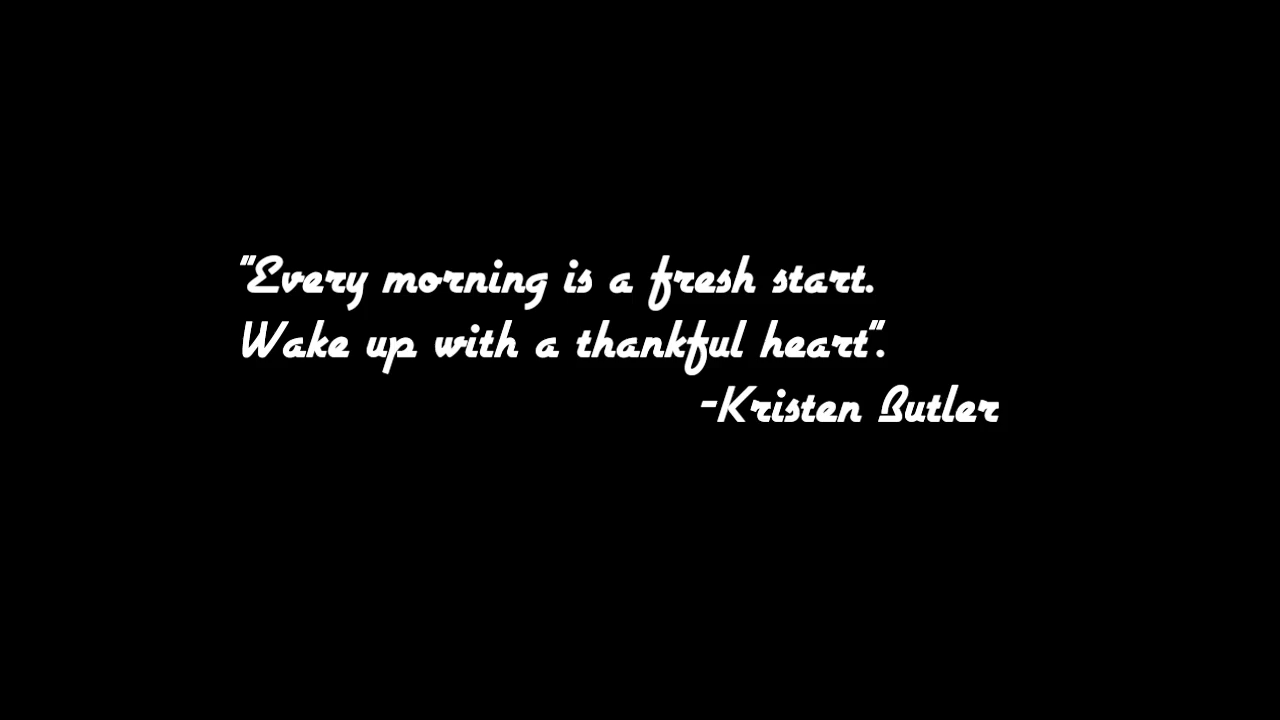 "Every morning is a fresh start.
Wake up with a thankful heart".
-Kristen Butler